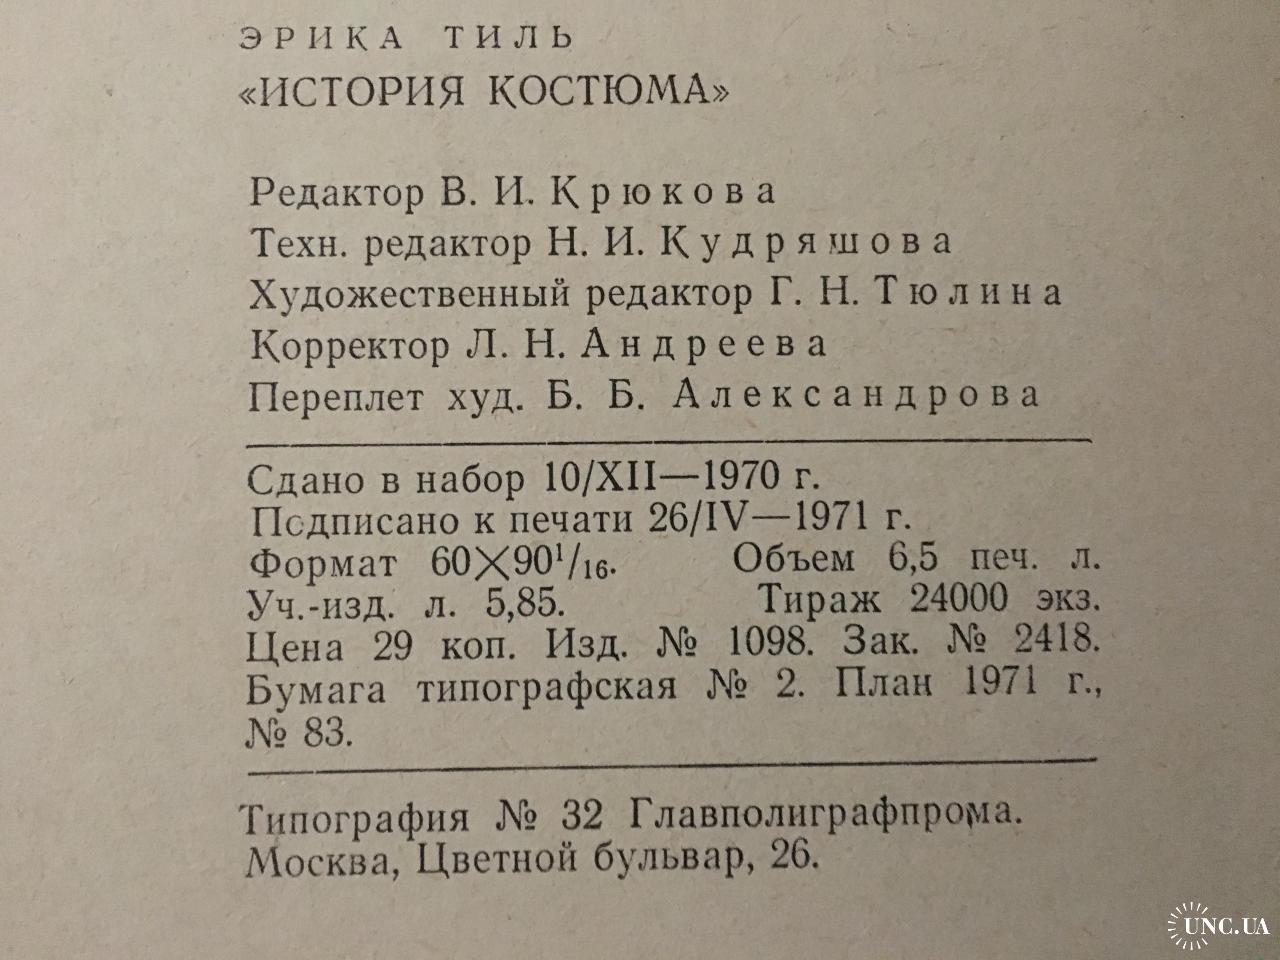 ЭРИКА ТИЛЬ
«ИСТОРИЯ КОСТЮМА»
Редактор В. И. Крюкова
Техн. редактор Н. И. Кудряшова
Художественный редактор Г. Н. Тюлина
Корректор Л. Н. Андреева
Переплет худ. Б. Б. Александрова
Сдано в набор 10/XII—1970 г.
Подписано к печати 26/IV—1971 г.
Формат 60×90¹/₁₆. Объем 6,5 печ. л.
Уч.-изд. л. 5,85. Тираж 24000 экз.
Цена 29 коп. Изд. № 1098. Зак. № 2418.
Бумага типографская № 2. План 1971 г.,
№ 83.
Типография № 32 Главполиграфпрома.
Москва, Цветной бульвар, 26.
UNC.UA